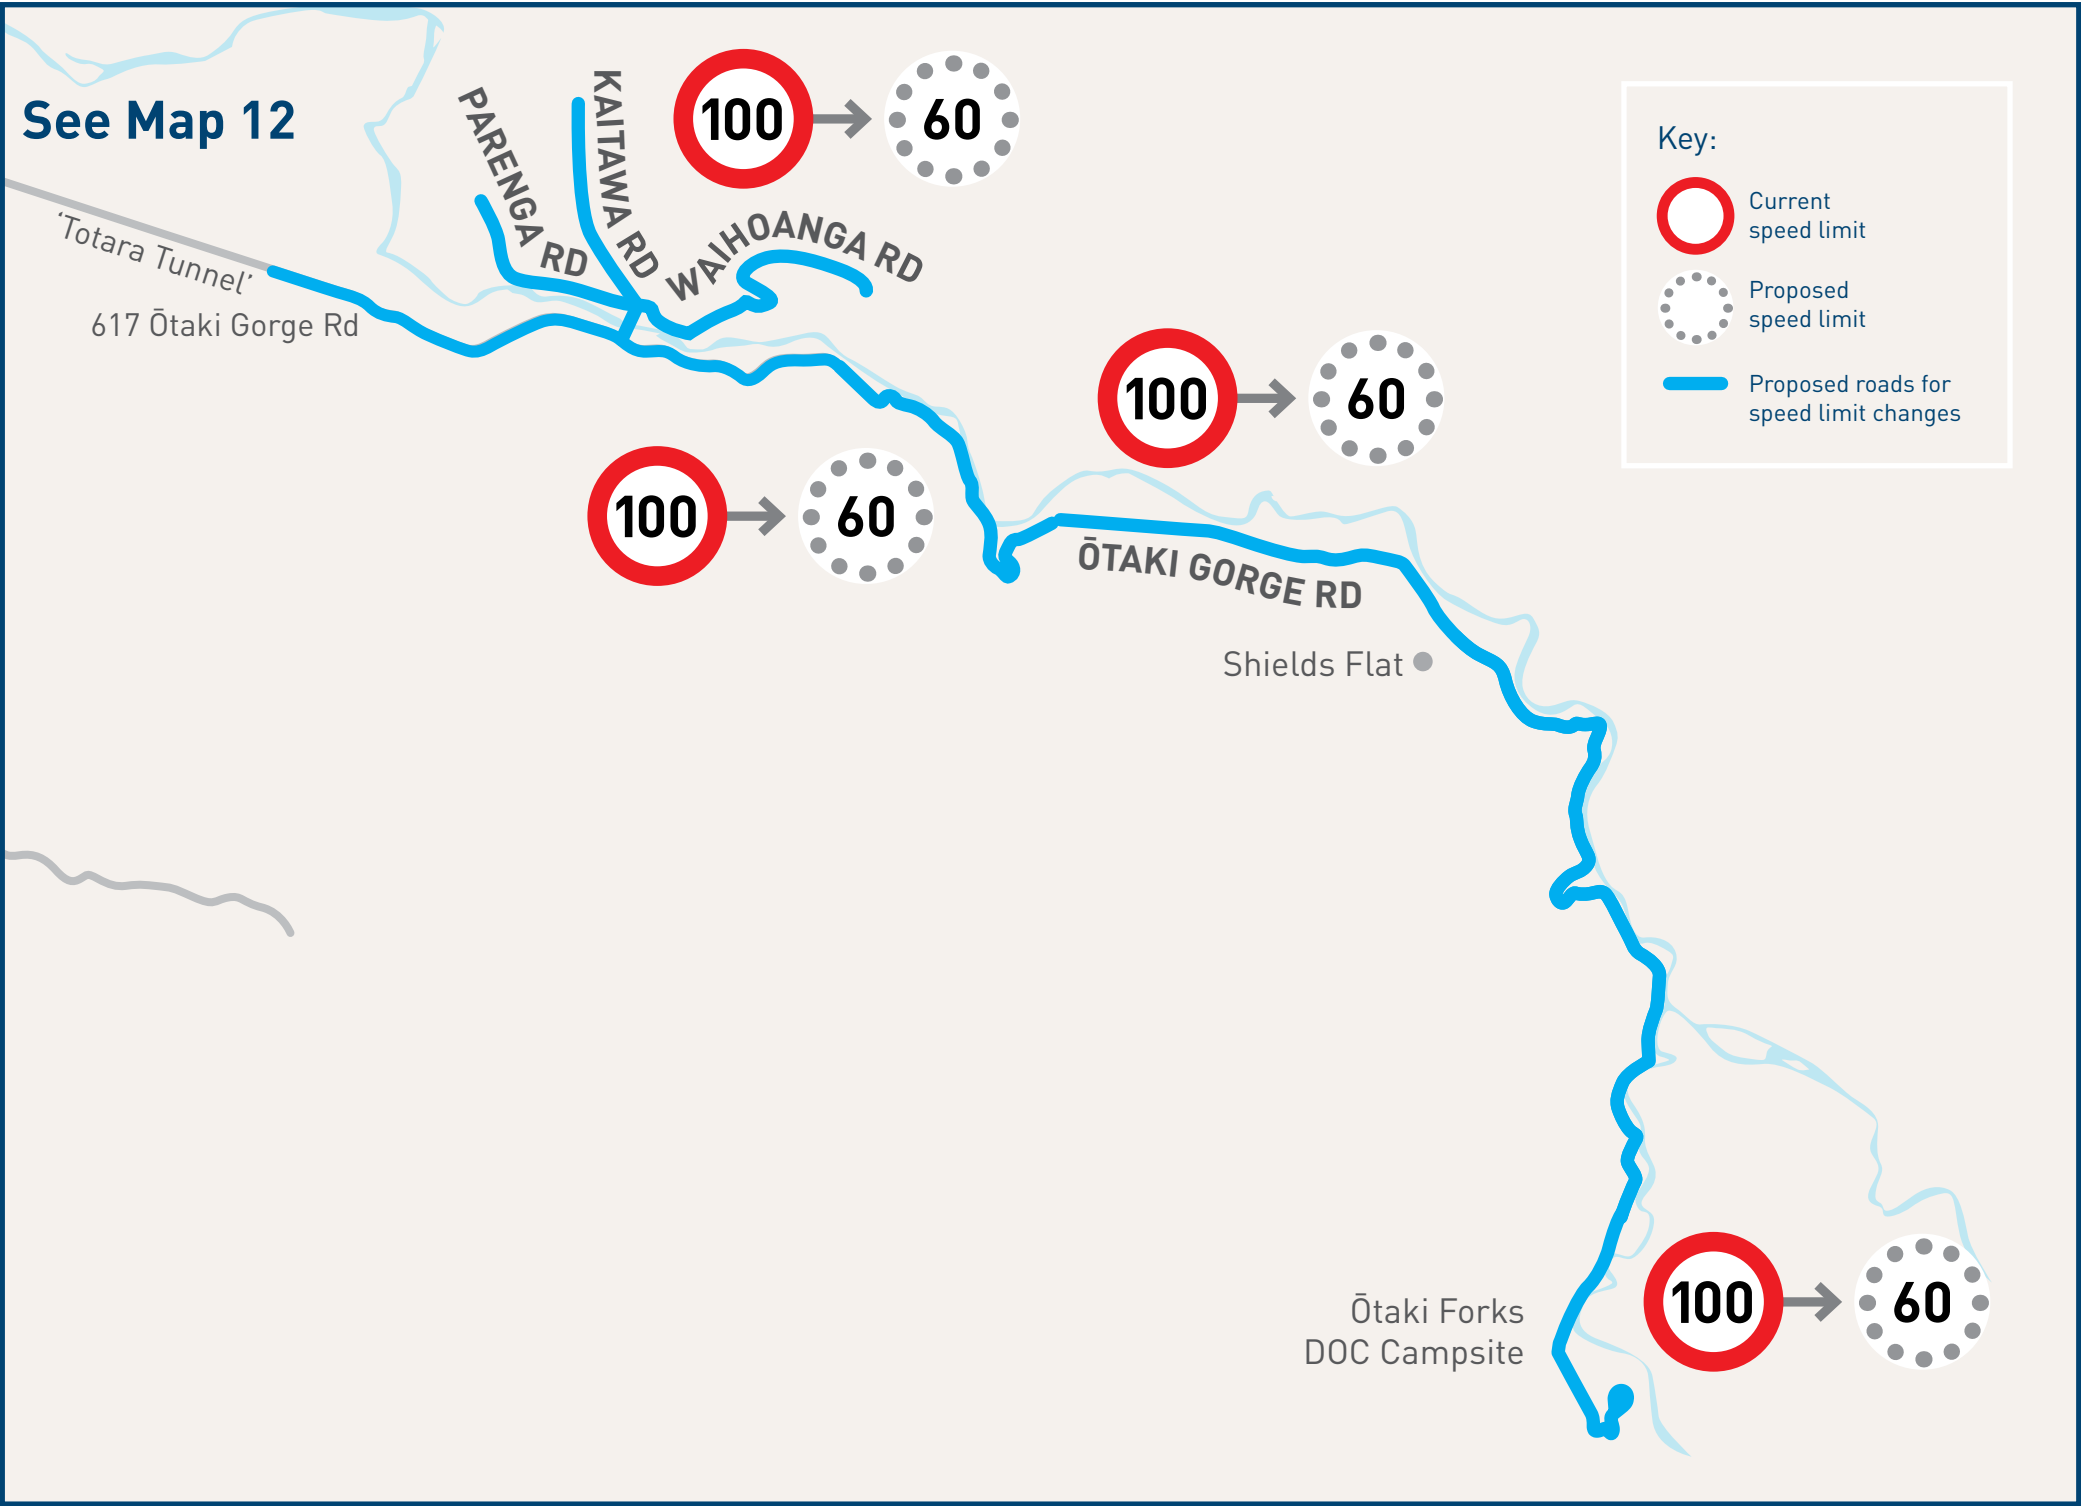 See Map 12
PARENGA RD
KAITAWA RD
WAIHOANGA RD
100
60
Key:
Current
speed limit
Proposed
speed limit
Proposed roads for
speed limit changes
‘Totara Tunnel’
617 Ōtaki Gorge Rd
100
60
100
60
ŌTAKI GORGE RD
Shields Flat
Ōtaki Forks
DOC Campsite
100
60